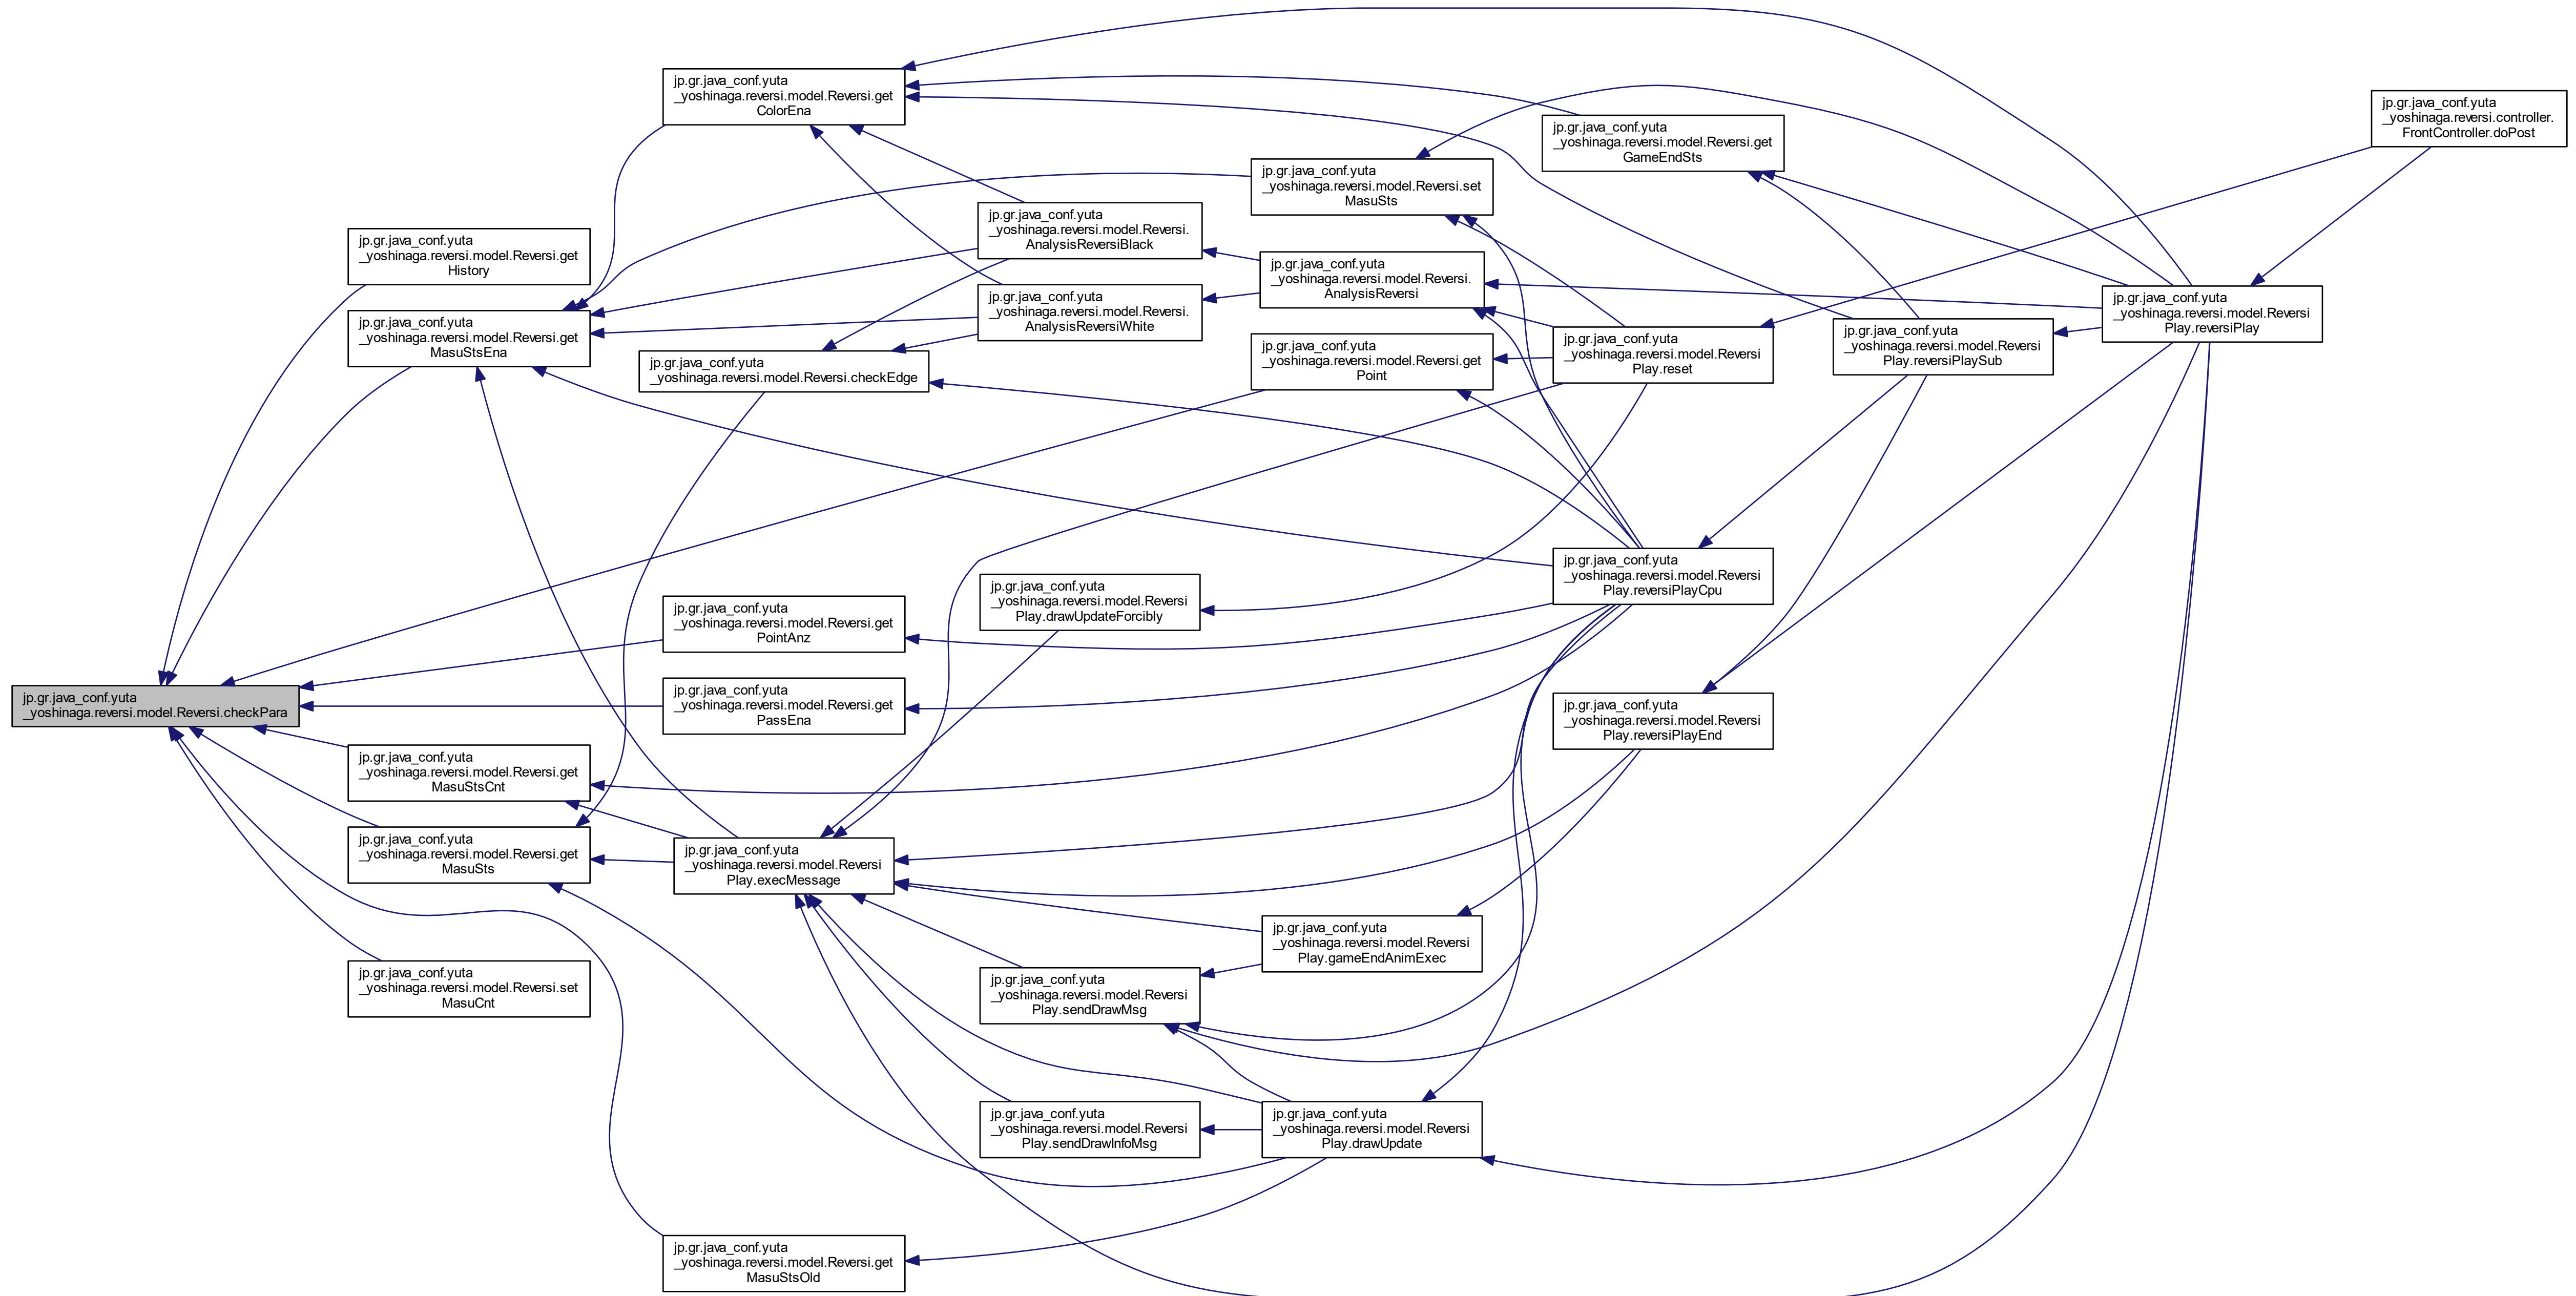 jp.gr.java_conf.yuta
_yoshinaga.reversi.model.Reversi.checkPara
jp.gr.java_conf.yuta
_yoshinaga.reversi.model.Reversi.get
History
jp.gr.java_conf.yuta
_yoshinaga.reversi.model.Reversi.get
MasuStsEna
jp.gr.java_conf.yuta
_yoshinaga.reversi.model.Reversi.get
MasuStsCnt
jp.gr.java_conf.yuta
_yoshinaga.reversi.model.Reversi.get
MasuSts
jp.gr.java_conf.yuta
_yoshinaga.reversi.model.Reversi.set
MasuCnt
jp.gr.java_conf.yuta
_yoshinaga.reversi.model.Reversi.get
ColorEna
jp.gr.java_conf.yuta
_yoshinaga.reversi.model.Reversi.checkEdge
jp.gr.java_conf.yuta
_yoshinaga.reversi.model.Reversi.get
PointAnz
jp.gr.java_conf.yuta
_yoshinaga.reversi.model.Reversi.get
PassEna
jp.gr.java_conf.yuta
_yoshinaga.reversi.model.Reversi
Play.execMessage
jp.gr.java_conf.yuta
_yoshinaga.reversi.model.Reversi.get
MasuStsOld
jp.gr.java_conf.yuta
_yoshinaga.reversi.model.Reversi.
AnalysisReversiBlack
jp.gr.java_conf.yuta
_yoshinaga.reversi.model.Reversi.
AnalysisReversiWhite
jp.gr.java_conf.yuta
_yoshinaga.reversi.model.Reversi
Play.drawUpdateForcibly
jp.gr.java_conf.yuta
_yoshinaga.reversi.model.Reversi
Play.sendDrawMsg
jp.gr.java_conf.yuta
_yoshinaga.reversi.model.Reversi
Play.sendDrawInfoMsg
jp.gr.java_conf.yuta
_yoshinaga.reversi.model.Reversi.set
MasuSts
jp.gr.java_conf.yuta
_yoshinaga.reversi.model.Reversi.
AnalysisReversi
jp.gr.java_conf.yuta
_yoshinaga.reversi.model.Reversi.get
Point
jp.gr.java_conf.yuta
_yoshinaga.reversi.model.Reversi
Play.gameEndAnimExec
jp.gr.java_conf.yuta
_yoshinaga.reversi.model.Reversi
Play.drawUpdate
jp.gr.java_conf.yuta
_yoshinaga.reversi.model.Reversi.get
GameEndSts
jp.gr.java_conf.yuta
_yoshinaga.reversi.model.Reversi
Play.reset
jp.gr.java_conf.yuta
_yoshinaga.reversi.model.Reversi
Play.reversiPlayCpu
jp.gr.java_conf.yuta
_yoshinaga.reversi.model.Reversi
Play.reversiPlayEnd
jp.gr.java_conf.yuta
_yoshinaga.reversi.model.Reversi
Play.reversiPlaySub
jp.gr.java_conf.yuta
_yoshinaga.reversi.model.Reversi
Play.reversiPlay
jp.gr.java_conf.yuta
_yoshinaga.reversi.controller.
FrontController.doPost